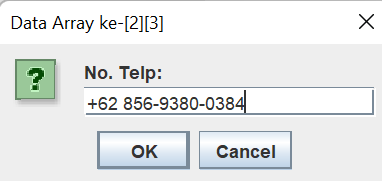 Data Array ke-[2][3]
No. Telp:
+62 856-9380-0384
OK Cancel